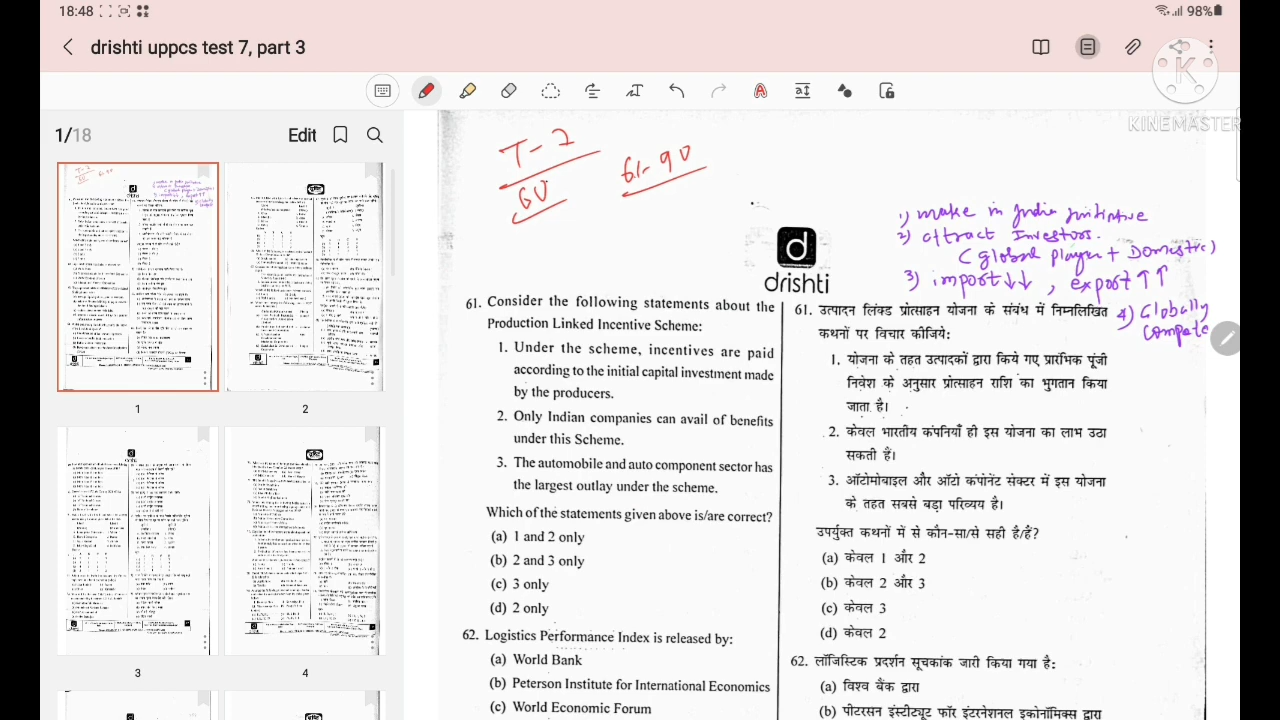 18:48
98%
drishti uppcs test 7, part 3
K
KINEMASTER
1/18
Edit
1
2
3
4
T-2
60
61-90
1) make in India Initiative
2) attract Investors.
(global player + Domestic)
3) import↓↓, export↑↑
4) Globally
Compete
d
drishti
61. Consider the following statements about the
Production Linked Incentive Scheme:
1. Under the scheme, incentives are paid
according to the initial capital investment made
by the producers.
2. Only Indian companies can avail of benefits
under this Scheme.
3. The automobile and auto component sector has
the largest outlay under the scheme.
Which of the statements given above is/are correct?
(a) 1 and 2 only
(b) 2 and 3 only
(c) 3 only
(d) 2 only
62. Logistics Performance Index is released by:
(a) World Bank
(b) Peterson Institute for International Economics
(c) World Economic Forum
61. उत्पादन लिंक्ड प्रोत्साहन योजना के संबंध में निम्नलिखित
कथनों पर विचार कीजिये:
1. योजना के तहत उत्पादकों द्वारा किये गए प्रारंभिक पूंजी
निवेश के अनुसार प्रोत्साहन राशि का भुगतान किया
जाता है।
2. केवल भारतीय कंपनियाँ ही इस योजना का लाभ उठा
सकती हैं।
3. ऑटोमोबाइल और ऑटो कंपोनेंट सेक्टर में इस योजना
के तहत सबसे बड़ा परिव्यय है।
उपर्युक्त कथनों में से कौन-सा/से सही है/हैं?
(a) केवल 1 और 2
(b) केवल 2 और 3
(c) केवल 3
(d) केवल 2
62. लॉजिस्टिक प्रदर्शन सूचकांक जारी किया गया है:
(a) विश्व बैंक द्वारा
(b) पीटरसन इंस्टीट्यूट फॉर इंटरनेशनल इकोनॉमिक्स द्वारा